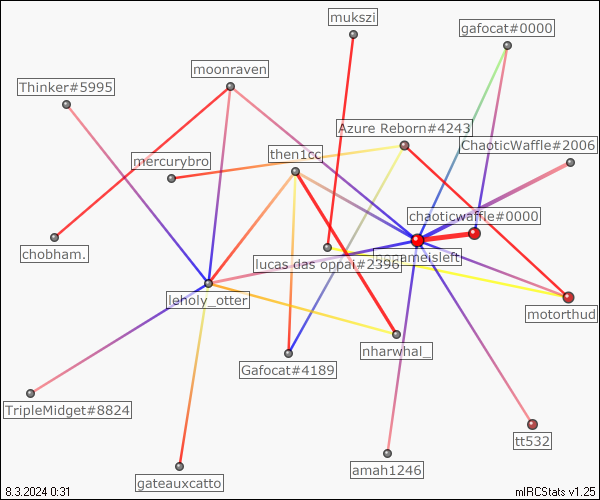 mukszi
gafocat#0000
moonraven
Thinker#5995
Azure Reborn#4243
ChaoticWaffle#2006
then1cc
mercurybro
chaoticwaffle#0000
chobham.
nonameisleft
lucas.das oppai#2396
leholy_otter
motorthud
nharwhal_
Gafocat#4189
TripleMidget#8824
tt532
amah1246
gateauxcatto
8.3.2024 0:31
mIRCStats v1.25